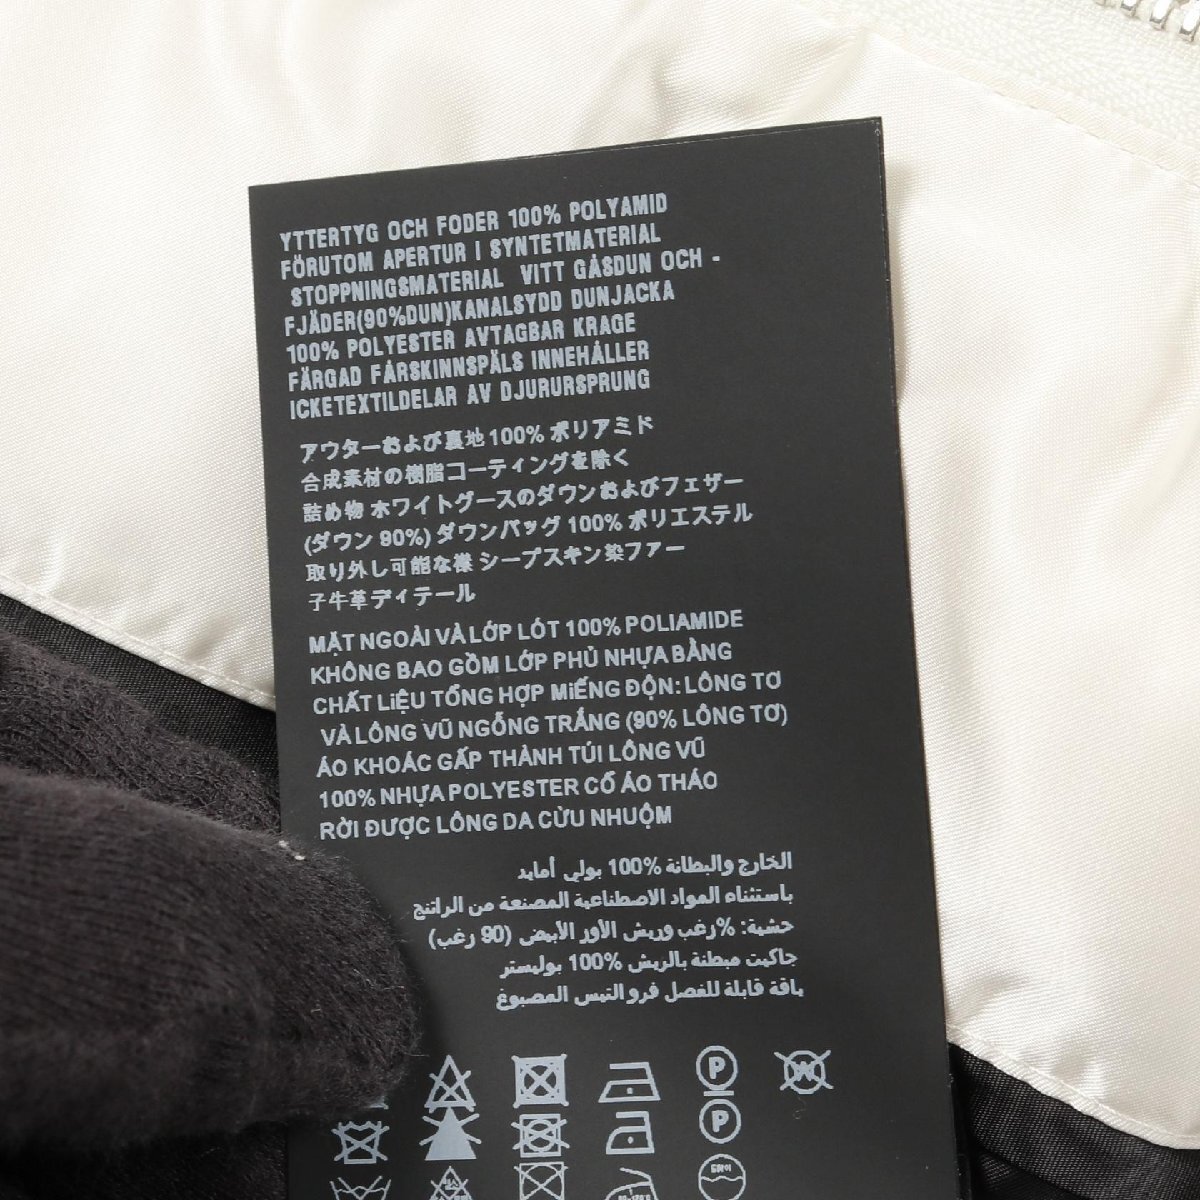 YTTERTYG OCH FODER 100% POLYAMID
FÖRUTOM APERTUR I SYNTETMATERIAL
STOPPNINGSMATERIAL VITT GÅSDUN OCH -
FJÄDER(90%DUN)KANALSYDD DUNJACKA
100% POLYESTER AVTAGBAR KRAGE
FÄRGAD FÅRSKINNSPÄLS INNEHÅLLER
ICKETEXTILDELAR AV DJURURSPRUNG
アウターおよび裏地100% ポリアミド
合成素材の樹脂コーティングを除く
詰め物 ホワイトグースのダウンおよびフェザー
(ダウン 90%) ダウンバッグ 100% ポリエステル
取り外し可能な襟 シープスキン染ファー
子牛革ディテール
MẶT NGOÀI VÀ LỚP LÓT 100% POLIAMIDE
KHÔNG BAO GỒM LỚP PHỦ NHỰA BẰNG
CHẤT LIỆU TỔNG HỢP MIẾNG ĐỘN: LÔNG TƠ
VÀ LÔNG VŨ NGỖNG TRẮNG (90% LÔNG TƠ)
ÁO KHOÁC GẤP THÀNH TÚI LÔNG VŨ
100% NHỰA POLYESTER CỔ ÁO THÁO
RỜI ĐƯỢC LÔNG DA CỪU NHUỘM
الخارج والبطانة %100 بولي أمايد
باستثناء المواد الاصطناعية المصنعة من الراتنج
حشية: %رغب وريش الأور الأبيض (90 رغب)
جاكيت مبطنة بالريش %100 بوليستر
ياقة قابلة للفصل فرو التيس المصبوغ
P
W
P